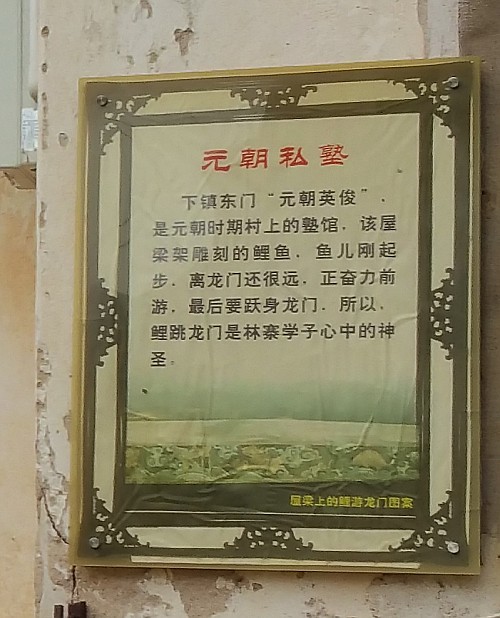 元朝私塾
下镇东门“元朝英俊”，
是元朝时期村上的塾馆，该屋
梁架雕刻的鲤鱼，鱼儿刚起
步，离龙门还很远，正奋力前
游，最后要跃身龙门，所以，
鲤跳龙门是林寨学子心中的神
圣。
屋梁上的鲤游龙门图案